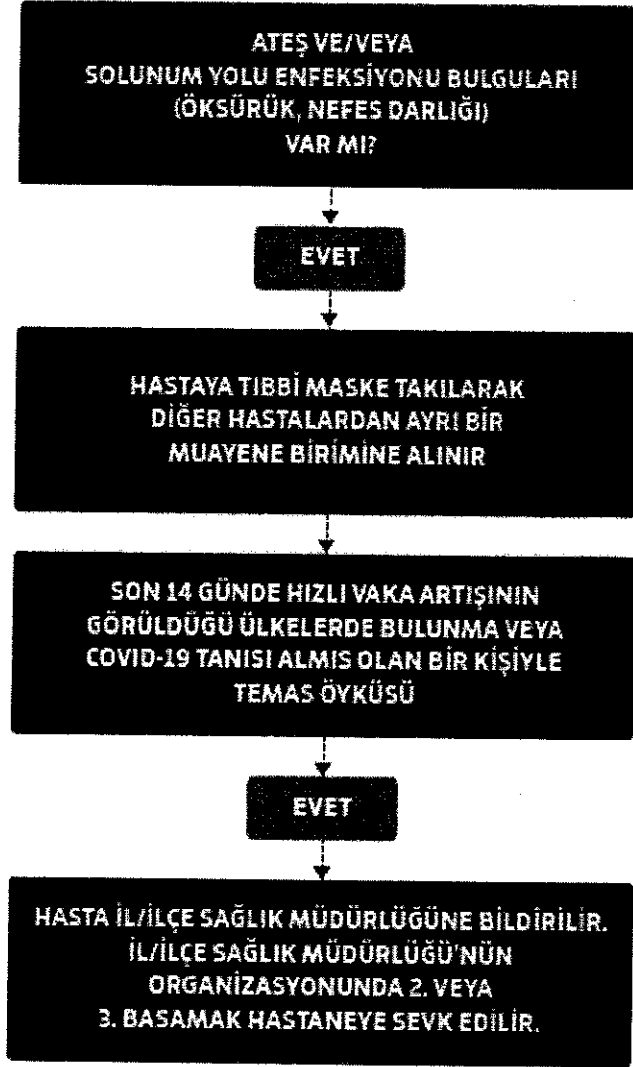 ATEŞ VE/VEYA
SOLUNUM YOLU ENFEKSİYONU BULGULARI
(ÖKSÜRÜK, NEFES DARLIĞI)
VAR MI?
EVET
HASTAYA TIBBİ MASKE TAKILARAK
DİĞER HASTALARDAN AYRI BİR
MUAYENE BİRİMİNE ALINIR
SON 14 GÜNDE HIZLI VAKA ARTIŞININ
GÖRÜLDÜĞÜ ÜLKELERDE BULUNMA VEYA
COVID-19 TANISI ALMIS OLAN BİR KİŞİYLE
TEMAS ÖYKÜSÜ
EVET
HASTA İL/İLÇE SAĞLIK MÜDÜRLÜĞÜNE BİLDİRİLİR.
İL/İLÇE SAĞLIK MÜDÜRLÜĞÜ'NÜN
ORGANİZASYONUNDA 2. VEYA
3. BASAMAK HASTANEYE SEVK EDİLİR.